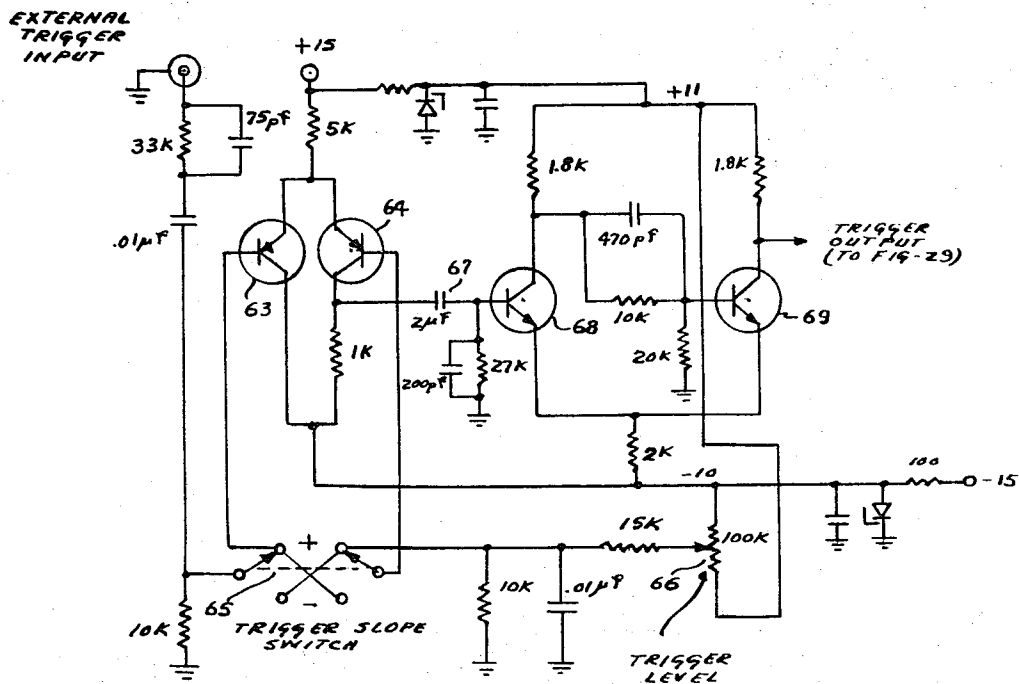 EXTERNAL
TRIGGER
INPUT
+15
+11
75pf
5K
33K
1.8K
1.8K
64
.01µf
470pf
TRIGGER
OUTPUT
(TO FIG-29)
67
63
2µf
68
10K
69
1K
200pf
27K
20K
2K
-10
100
-15
+
15K
100K
65
-
10K
.01µf
66
10K
TRIGGER SLOPE
SWITCH
TRIGGER
LEVEL